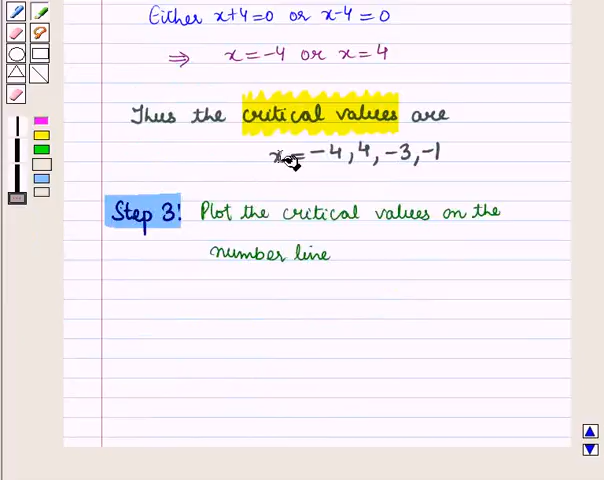 Either x+4=0 or x-4=0
⇒ x=-4 or x=4
Thus the critical values are
x=-4, 4, -3, -1
Step 3: Plot the critical values on the
number line